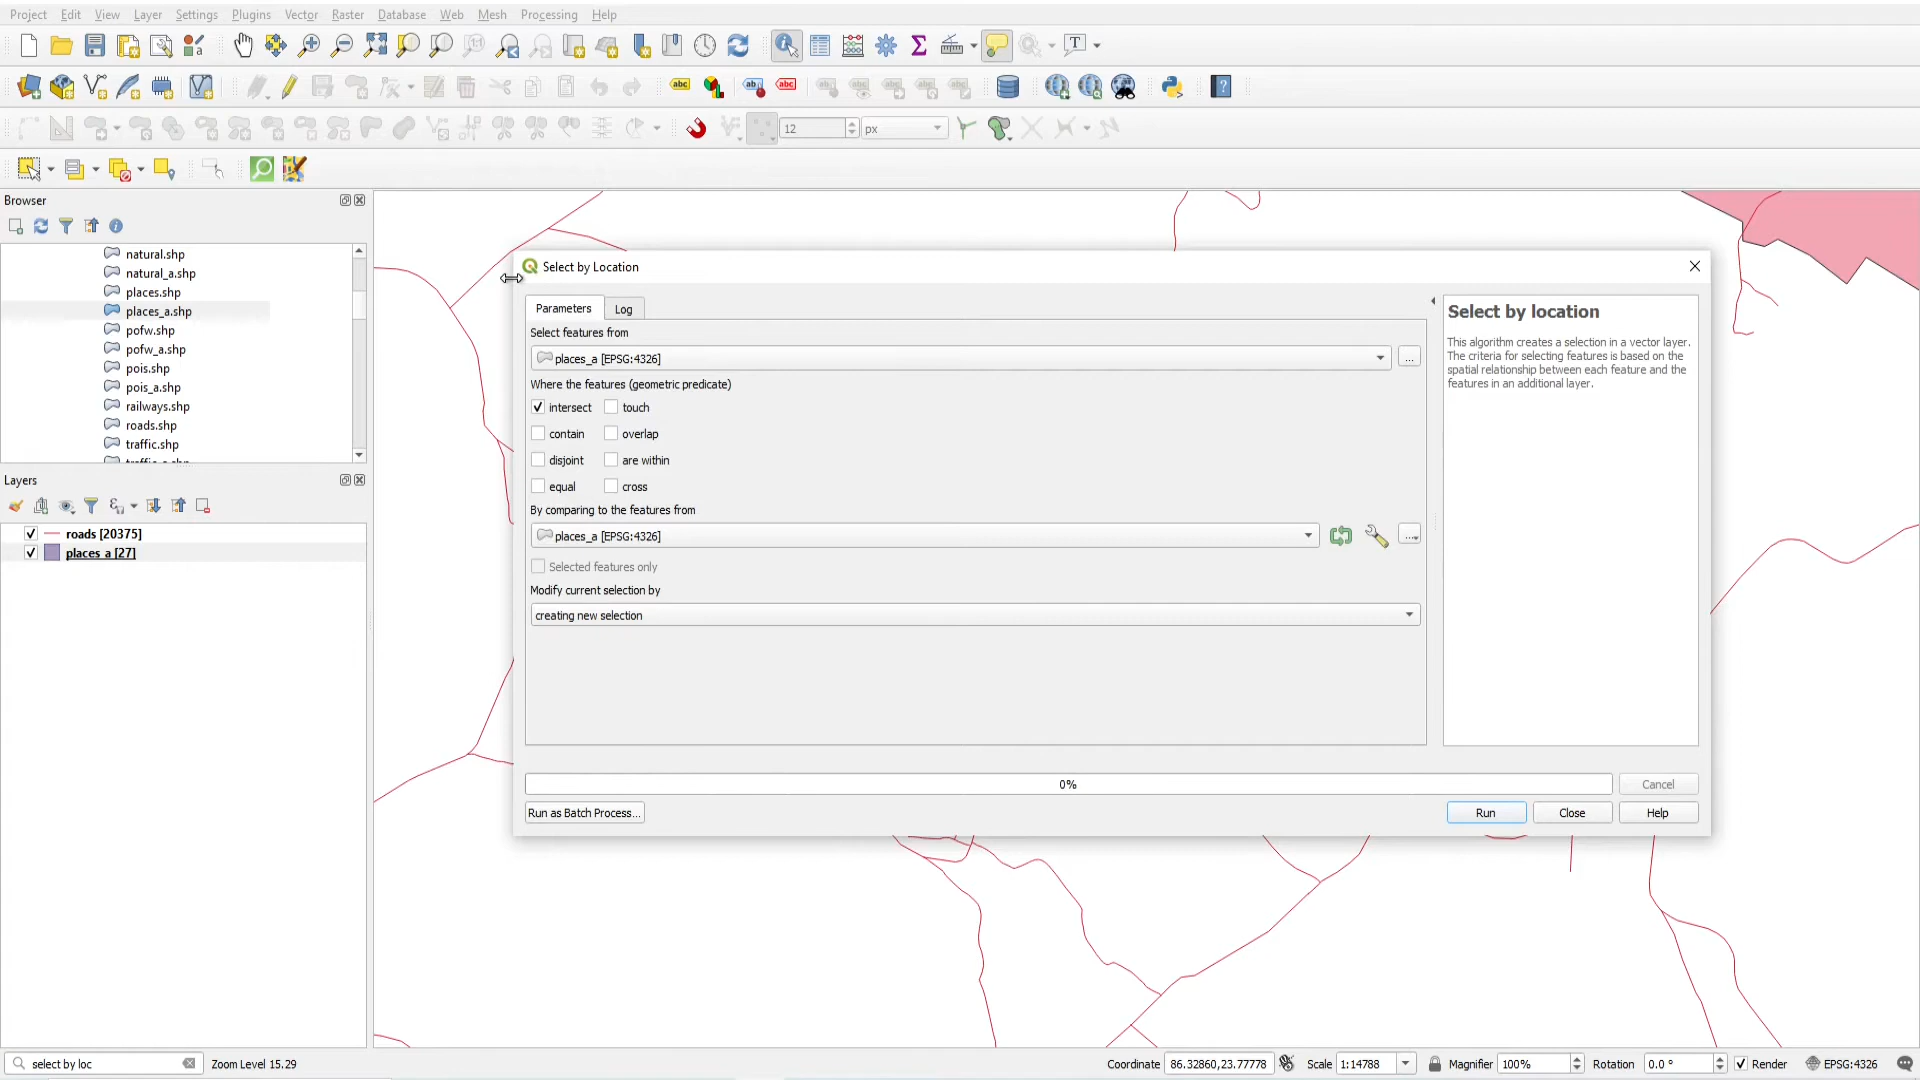 Project Edit View Layer Settings Plugins Vector Raster Database Web Mesh Processing Help
12 px
Browser
natural.shp
natural_a.shp
places.shp
places_a.shp
pofw.shp
pofw_a.shp
pois.shp
pois_a.shp
railways.shp
roads.shp
traffic.shp
Layers
roads [20375]
places_a [27]
Select by Location
Parameters Log
Select features from
places_a [EPSG:4326]
...
Where the features (geometric predicate)
intersect touch
contain overlap
disjoint are within
equal cross
By comparing to the features from
places_a [EPSG:4326]
Selected features only
Modify current selection by
creating new selection
Select by location
This algorithm creates a selection in a vector layer.
The criteria for selecting features is based on the
spatial relationship between each feature and the
features in an additional layer.
0%
Cancel
Run as Batch Process...
Run Close Help
select by loc Zoom Level 15.29 Coordinate 86.32860,23.77778 Scale 1:14788 Magnifier 100% Rotation 0.0 ° Render EPSG:4326